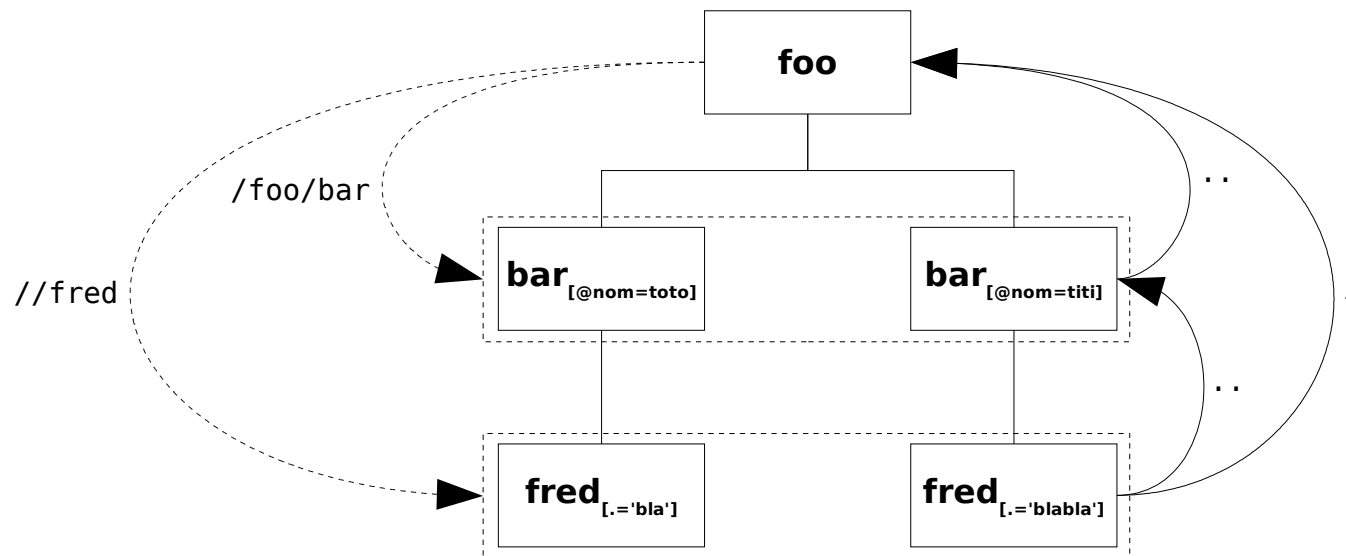 foo
/foo/bar
..
//fred
bar[@nom=toto]
bar[@nom=titi]
..
fred[.='bla']
fred[.='blabla']